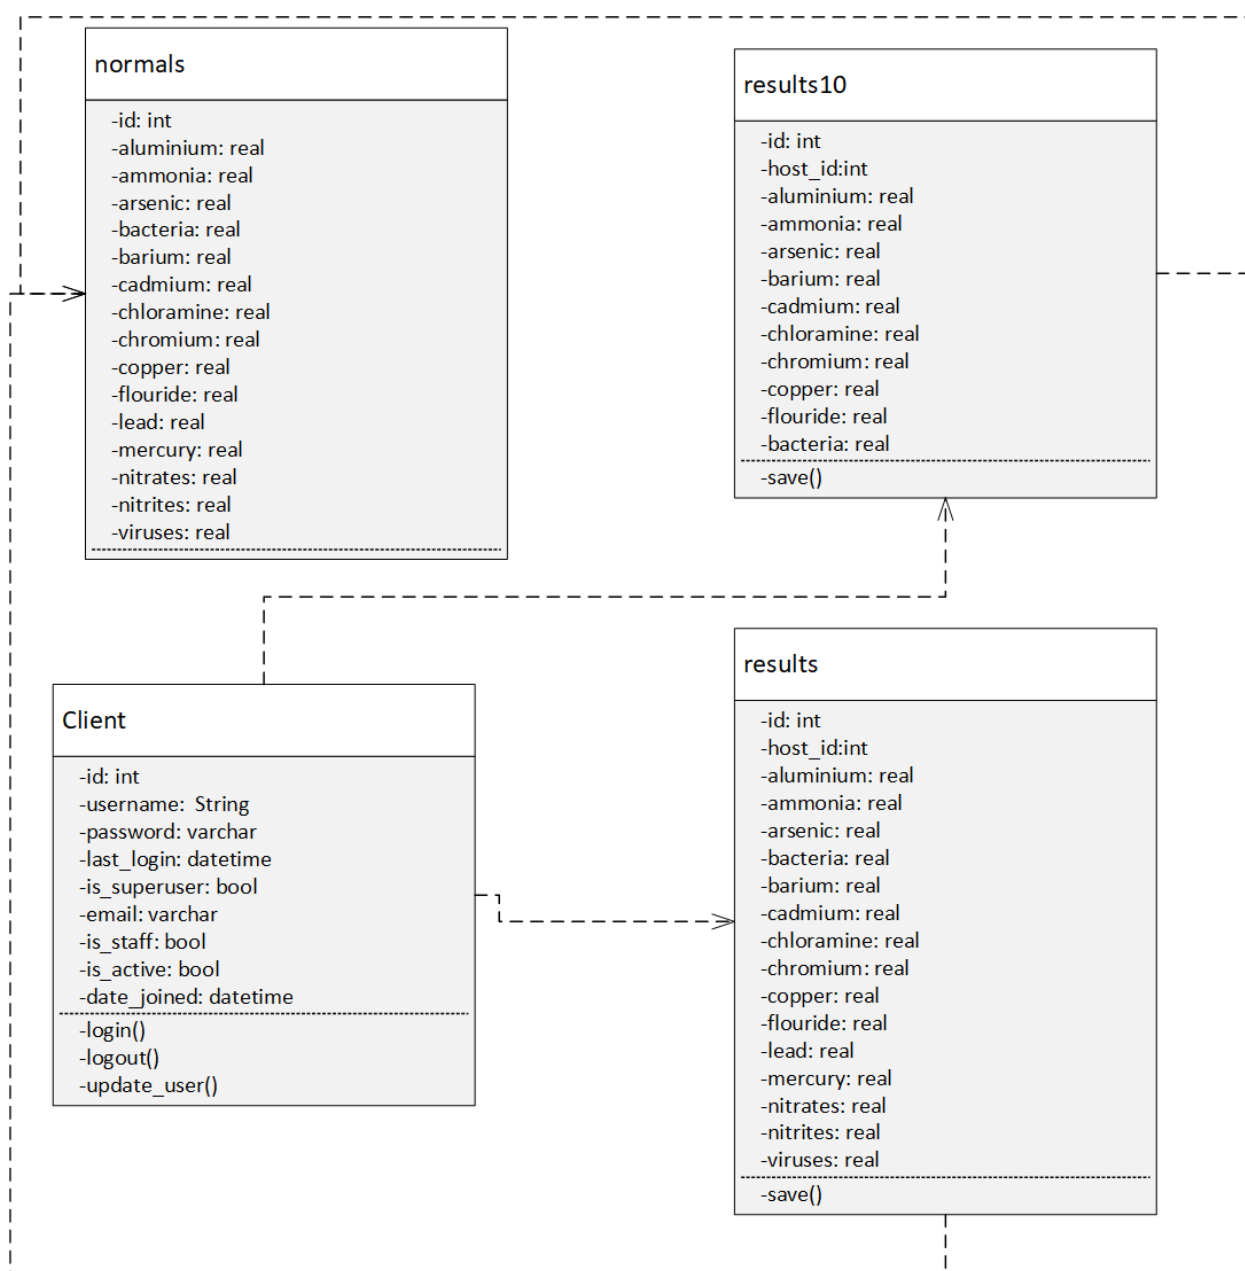 normals
-id: int
-aluminium: real
-ammonia: real
-arsenic: real
-bacteria: real
-barium: real
-cadmium: real
-chloramine: real
-chromium: real
-copper: real
-flouride: real
-lead: real
-mercury: real
-nitrates: real
-nitrites: real
-viruses: real
results10
-id: int
-host_id:int
-aluminium: real
-ammonia: real
-arsenic: real
-barium: real
-cadmium: real
-chloramine: real
-chromium: real
-copper: real
-flouride: real
-bacteria: real
-save()
Client
-id: int
-username:  String
-password: varchar
-last_login: datetime
-is_superuser: bool
-email: varchar
-is_staff: bool
-is_active: bool
-date_joined: datetime
-login()
-logout()
-update_user()
results
-id: int
-host_id:int
-aluminium: real
-ammonia: real
-arsenic: real
-bacteria: real
-barium: real
-cadmium: real
-chloramine: real
-chromium: real
-copper: real
-flouride: real
-lead: real
-mercury: real
-nitrates: real
-nitrites: real
-viruses: real
-save()